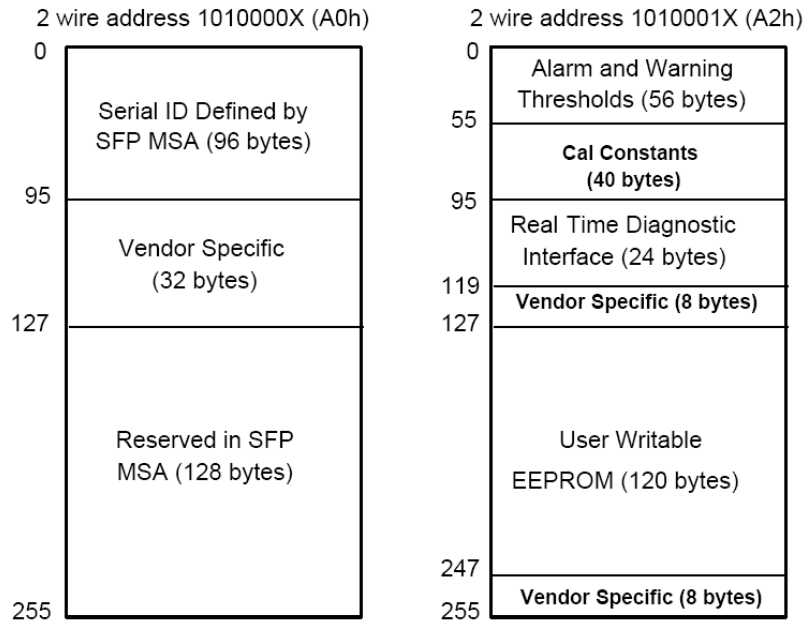 2 wire address 1010000X (A0h)
0
Serial ID Defined by
SFP MSA (96 bytes)
95
Vendor Specific
(32 bytes)
127
Reserved in SFP
MSA (128 bytes)
255
2 wire address 1010001X (A2h)
0
Alarm and Warning
Thresholds (56 bytes)
55
Cal Constants
(40 bytes)
95
Real Time Diagnostic
Interface (24 bytes)
119
Vendor Specific (8 bytes)
127
User Writable
EEPROM (120 bytes)
247
Vendor Specific (8 bytes)
255